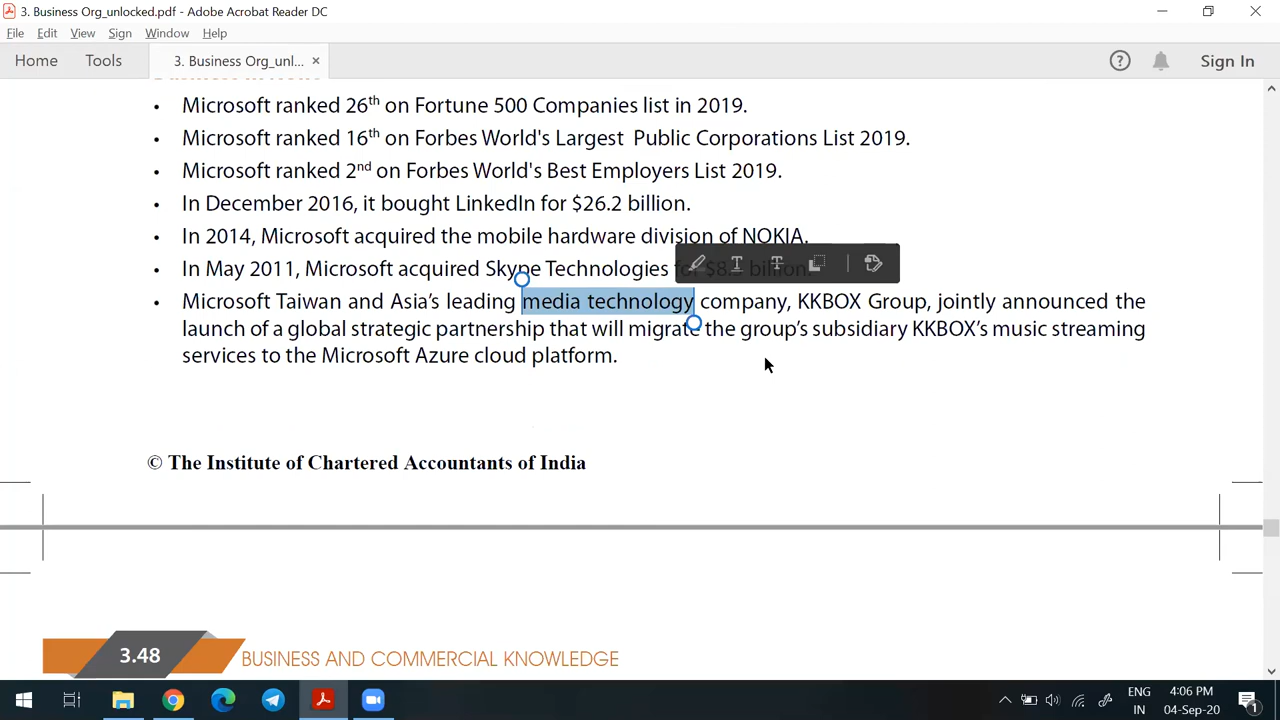 3. Business Org_unlocked.pdf - Adobe Acrobat Reader DC
File Edit View Sign Window Help
Home Tools 3. Business Org_unl... × Sign In
• Microsoft ranked 26th on Fortune 500 Companies list in 2019.
• Microsoft ranked 16th on Forbes World's Largest Public Corporations List 2019.
• Microsoft ranked 2nd on Forbes World's Best Employers List 2019.
• In December 2016, it bought LinkedIn for $26.2 billion.
• In 2014, Microsoft acquired the mobile hardware division of NOKIA.
• In May 2011, Microsoft acquired Skype Technologies for $8.5 billion.
• Microsoft Taiwan and Asia’s leading media technology company, KKBOX Group, jointly announced the
launch of a global strategic partnership that will migrate the group’s subsidiary KKBOX’s music streaming
services to the Microsoft Azure cloud platform.
© The Institute of Chartered Accountants of India
3.48 BUSINESS AND COMMERCIAL KNOWLEDGE
ENG 4:06 PM
IN 04-Sep-20 1